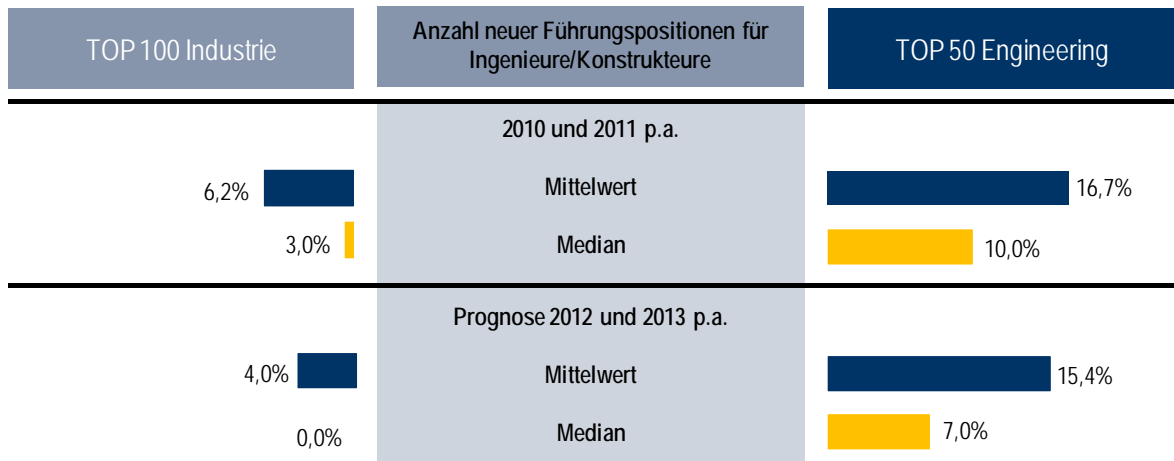 TOP 100 Industrie
Anzahl neuer Führungspositionen für
Ingenieure/Konstrukteure
TOP 50 Engineering
2010 und 2011 p.a.
6,2%
Mittelwert
16,7%
3,0%
Median
10,0%
Prognose 2012 und 2013 p.a.
4,0%
Mittelwert
15,4%
0,0%
Median
7,0%